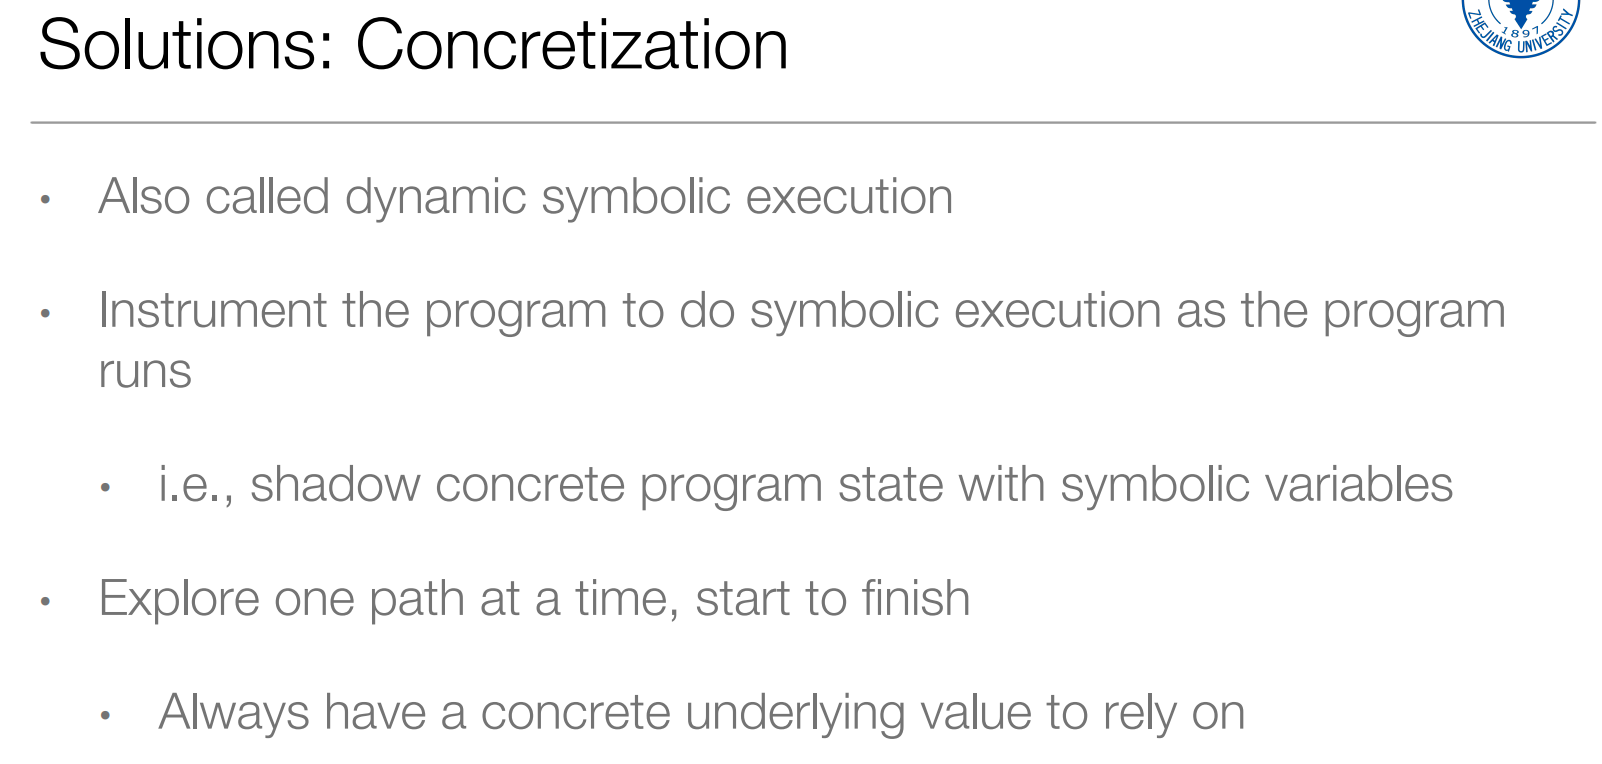 Solutions: Concretization
ZHEJIANG UNIVERSITY
1897
• Also called dynamic symbolic execution
• Instrument the program to do symbolic execution as the program
runs
• i.e., shadow concrete program state with symbolic variables
• Explore one path at a time, start to finish
• Always have a concrete underlying value to rely on